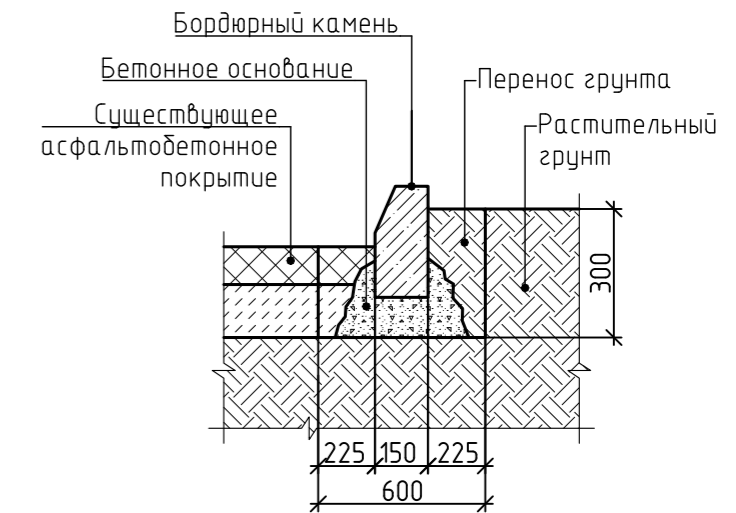 Бордюрный камень
Бетонное основание
Существующее
асфальтобетонное
покрытие
Перенос грунта
Растительный
грунт
300
225 150 225
600